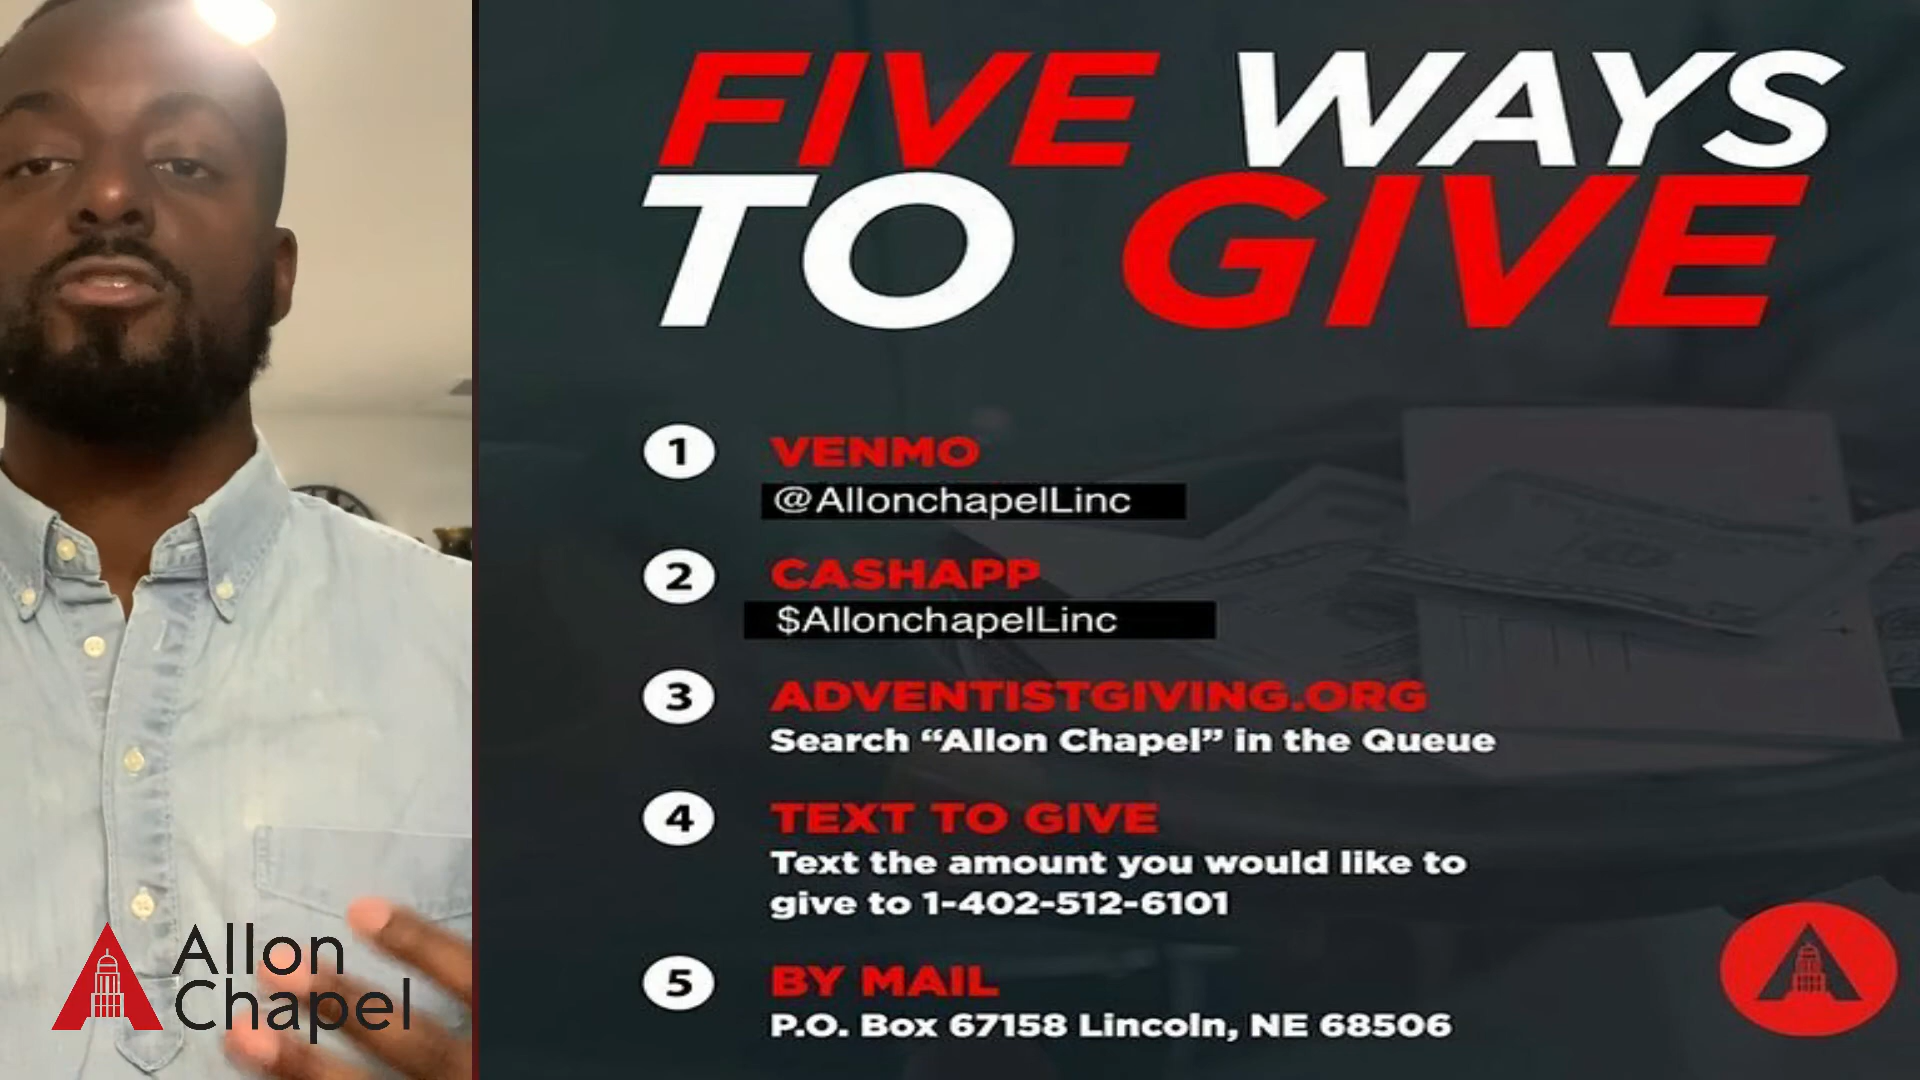 FIVE WAYS
TO GIVE
1
VENMO
@AllonchapelLinc
2
CASHAPP
$AllonchapelLinc
3
ADVENTISTGIVING.ORG
Search “Allon Chapel” in the Queue
4
TEXT TO GIVE
Text the amount you would like to
give to 1-402-512-6101
5
BY MAIL
P.O. Box 67158 Lincoln, NE 68506
Allon
Chapel